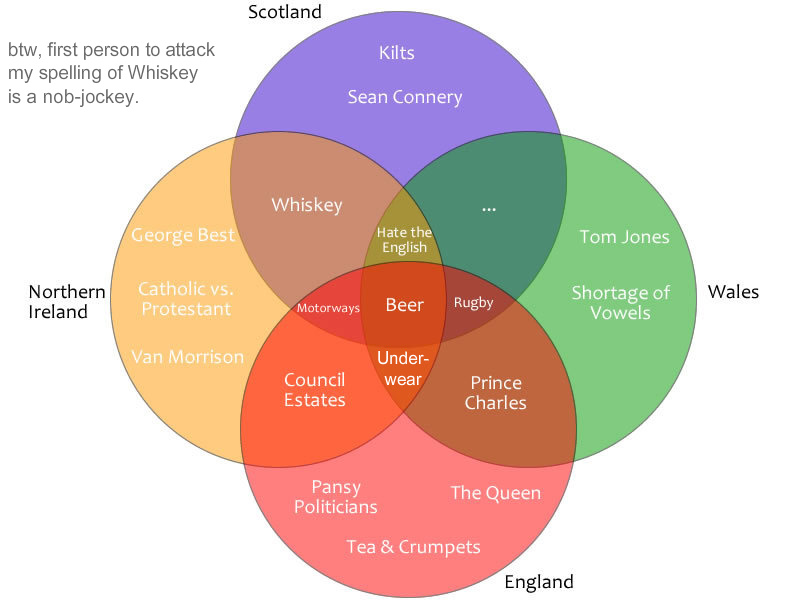 Scotland
btw, first person to attack
my spelling of Whiskey
is a nob-jockey.
Kilts
Sean Connery
Whiskey
...
Hate the
English
George Best
Tom Jones
Catholic vs.
Protestant
Shortage of
Vowels
Northern
Ireland
Wales
Motorways
Beer
Rugby
Van Morrison
Under-
wear
Council
Estates
Prince
Charles
Pansy
Politicians
The Queen
Tea & Crumpets
England